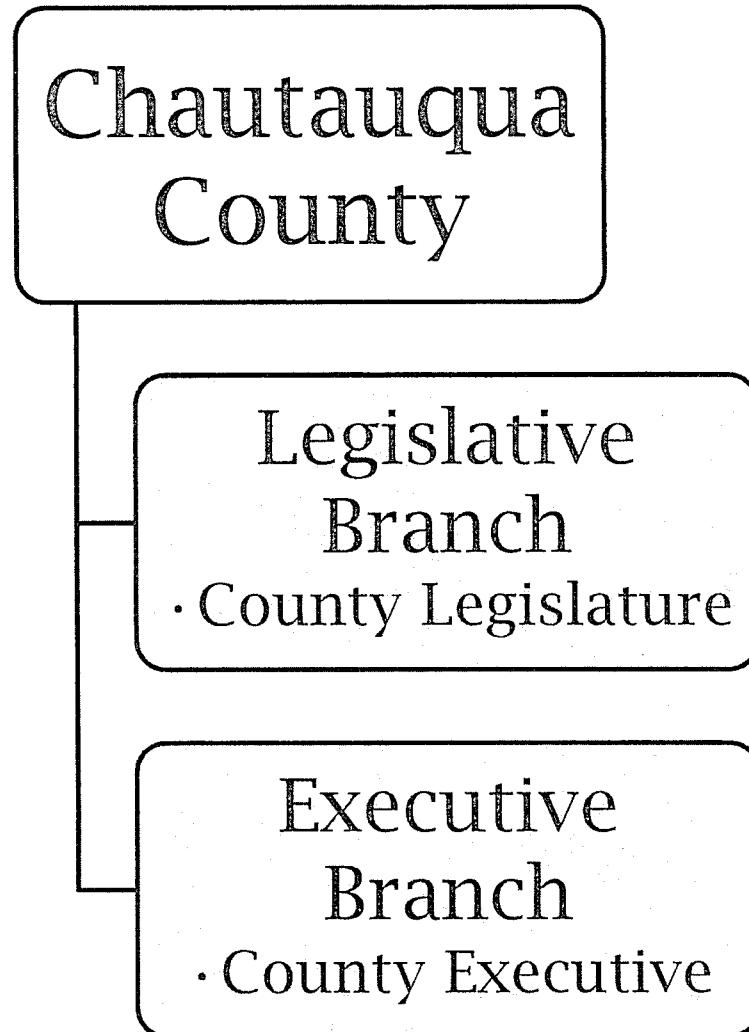 Chautauqua
County
Legislative
Branch
· County Legislature
Executive
Branch
· County Executive